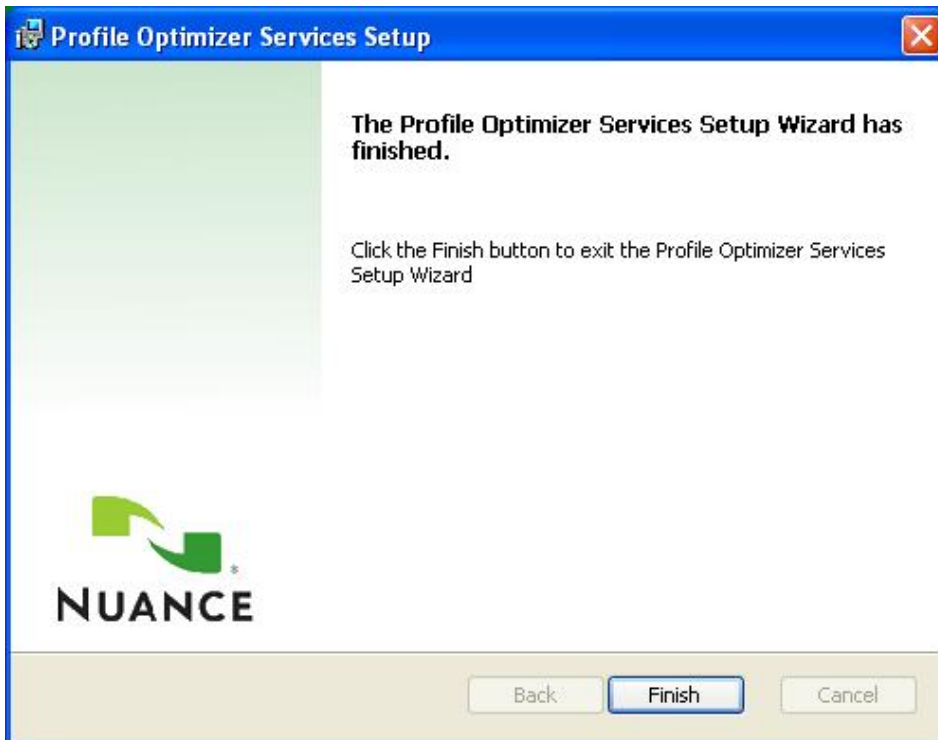 Profile Optimizer Services Setup
The Profile Optimizer Services Setup Wizard has
finished.
Click the Finish button to exit the Profile Optimizer Services
Setup Wizard
NUANCE
Back
Finish
Cancel